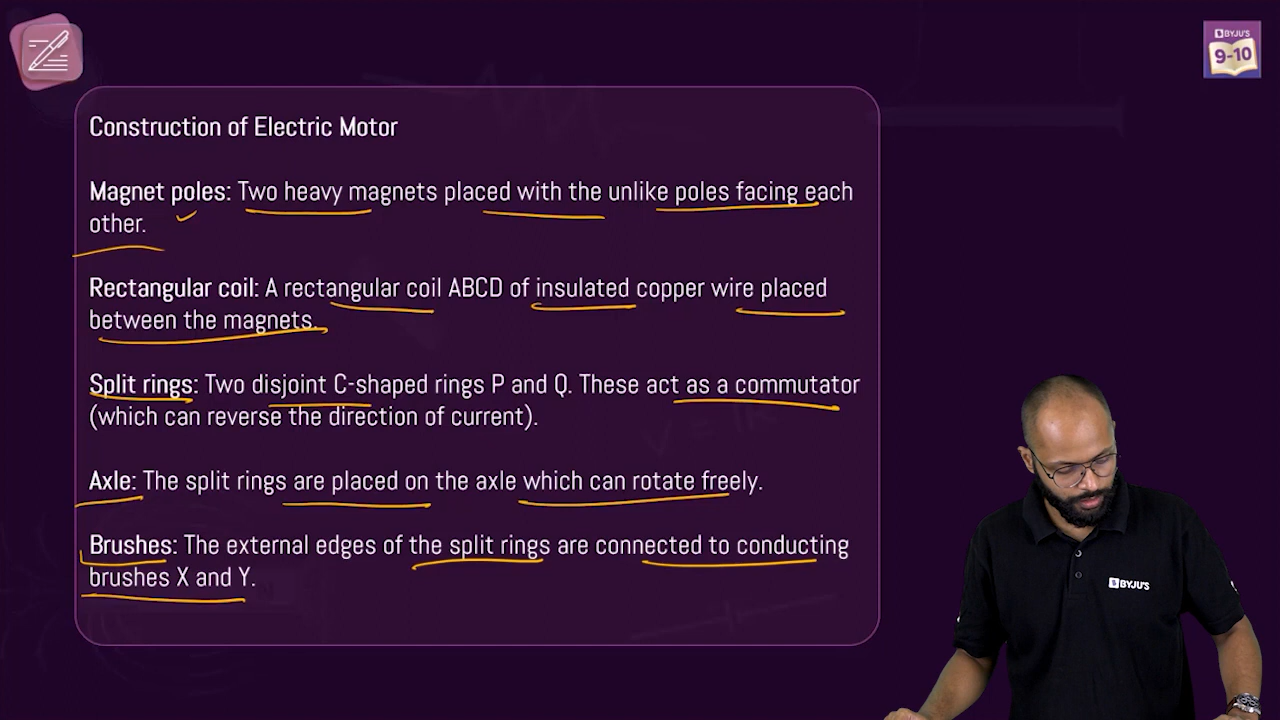 BYJU'S
9-10
Construction of Electric Motor
Magnet poles: Two heavy magnets placed with the unlike poles facing each
other.
Rectangular coil: A rectangular coil ABCD of insulated copper wire placed
between the magnets.
Split rings: Two disjoint C-shaped rings P and Q. These act as a commutator
(which can reverse the direction of current).
Axle: The split rings are placed on the axle which can rotate freely.
Brushes: The external edges of the split rings are connected to conducting
brushes X and Y.
BYJU'S